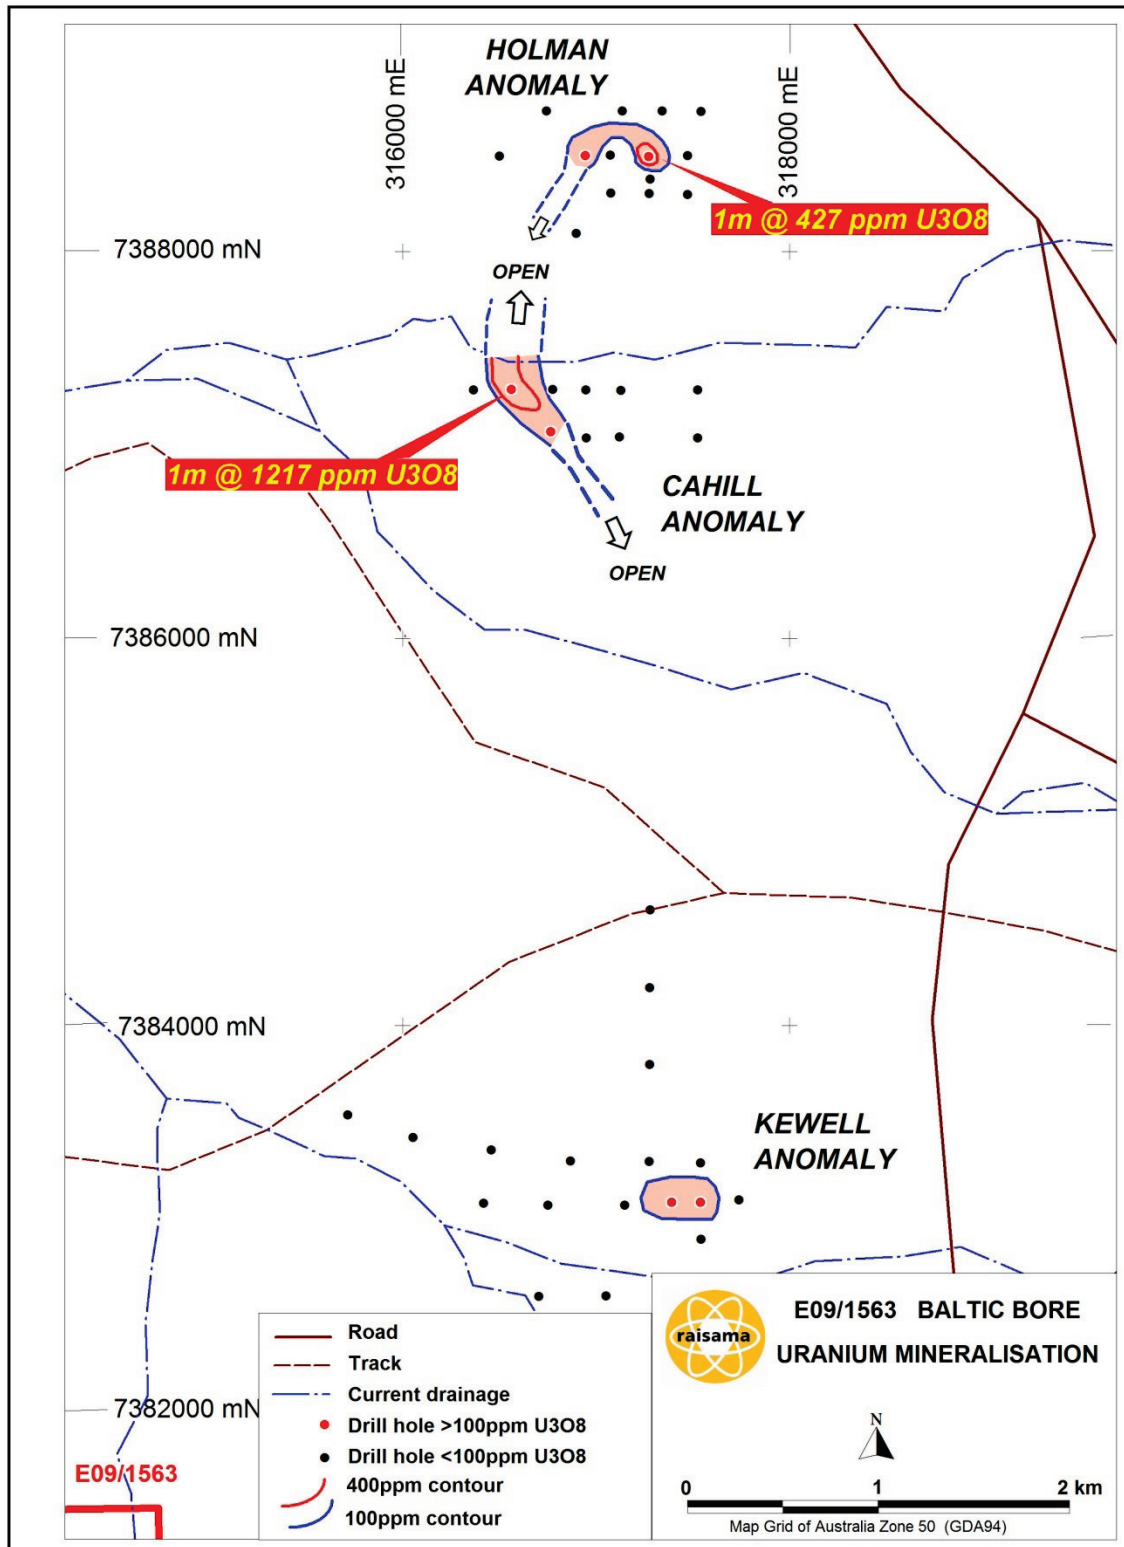 HOLMAN
ANOMALY
316000 mE
318000 mE
1m @ 427 ppm U3O8
7388000 mN
OPEN
1m @ 1217 ppm U3O8
CAHILL
ANOMALY
OPEN
7386000 mN
7384000 mN
KEWELL
ANOMALY
7382000 mN
E09/1563
Road
Track
Current drainage
Drill hole >100ppm U3O8
Drill hole <100ppm U3O8
400ppm contour
100ppm contour
raisama
E09/1563 BALTIC BORE
URANIUM MINERALISATION
N
0 1 2 km
Map Grid of Australia Zone 50 (GDA94)